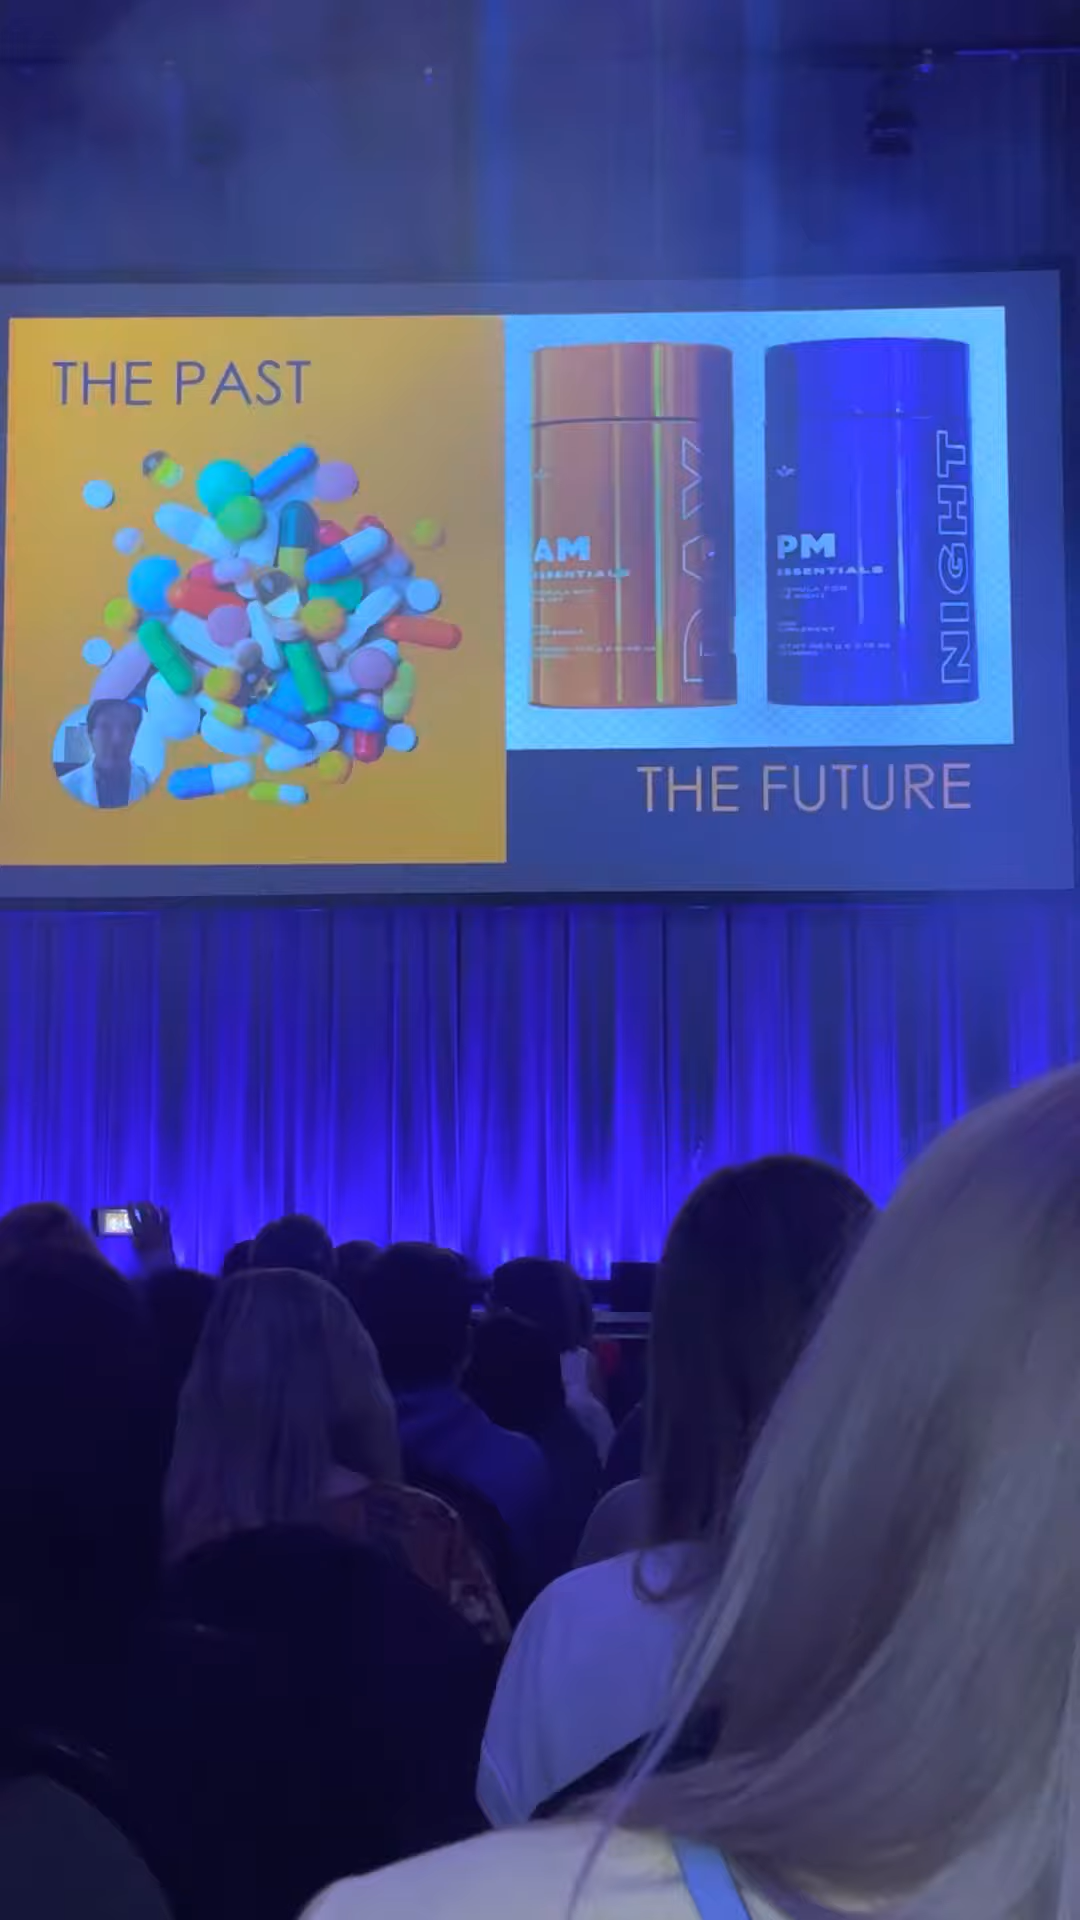 THE PAST
AM
ESSENTIALS
DAY
PM
ESSENTIALS
NIGHT
THE FUTURE